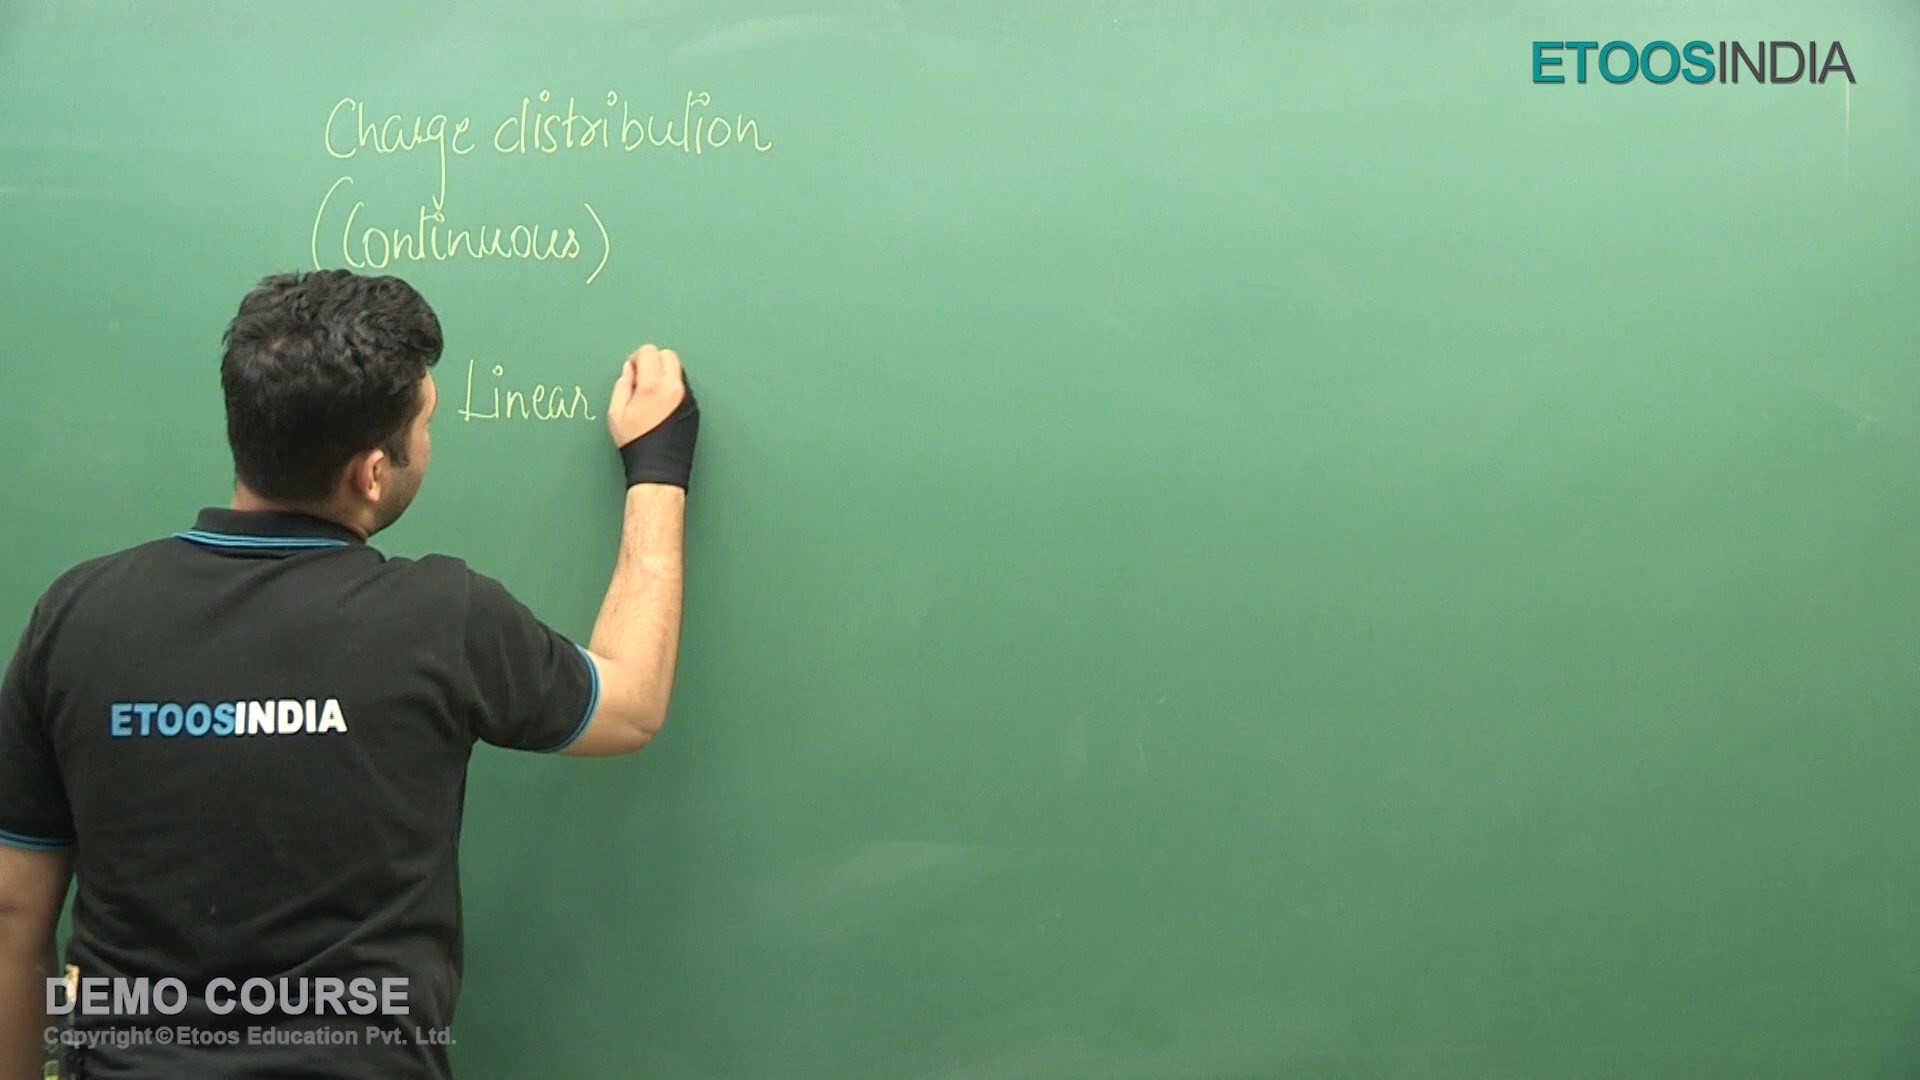 ETOOSINDIA
Charge distribution
(Continuous)
Linear
ETOOSINDIA
DEMO COURSE
Copyright © Etoos Education Pvt. Ltd.